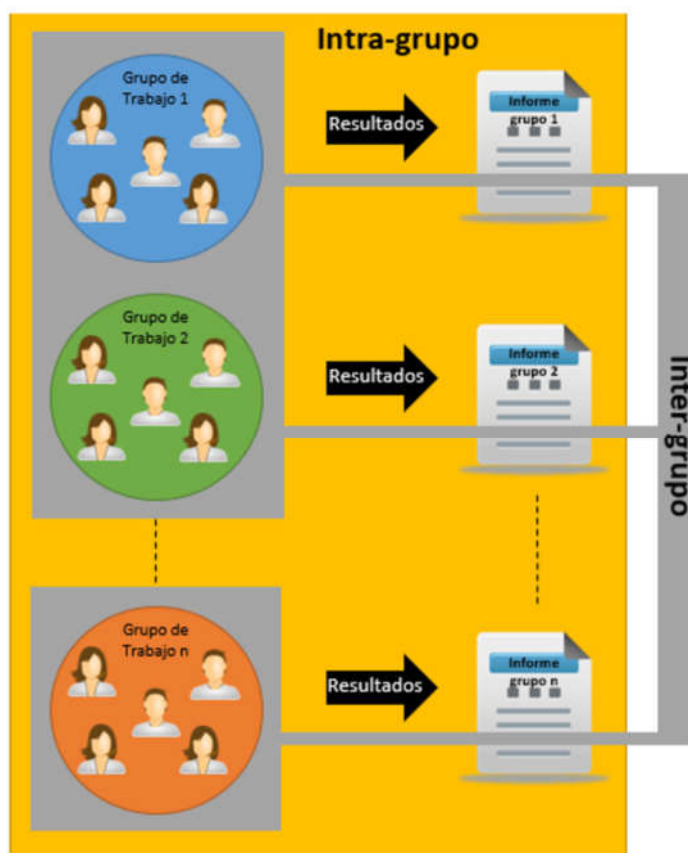 Intra-grupo
Grupo de
Trabajo 1
Resultados
Informe
grupo 1
Grupo de
Trabajo 2
Resultados
Informe
grupo 2
Inter-grupo
Grupo de
Trabajo n
Resultados
Informe
grupo n